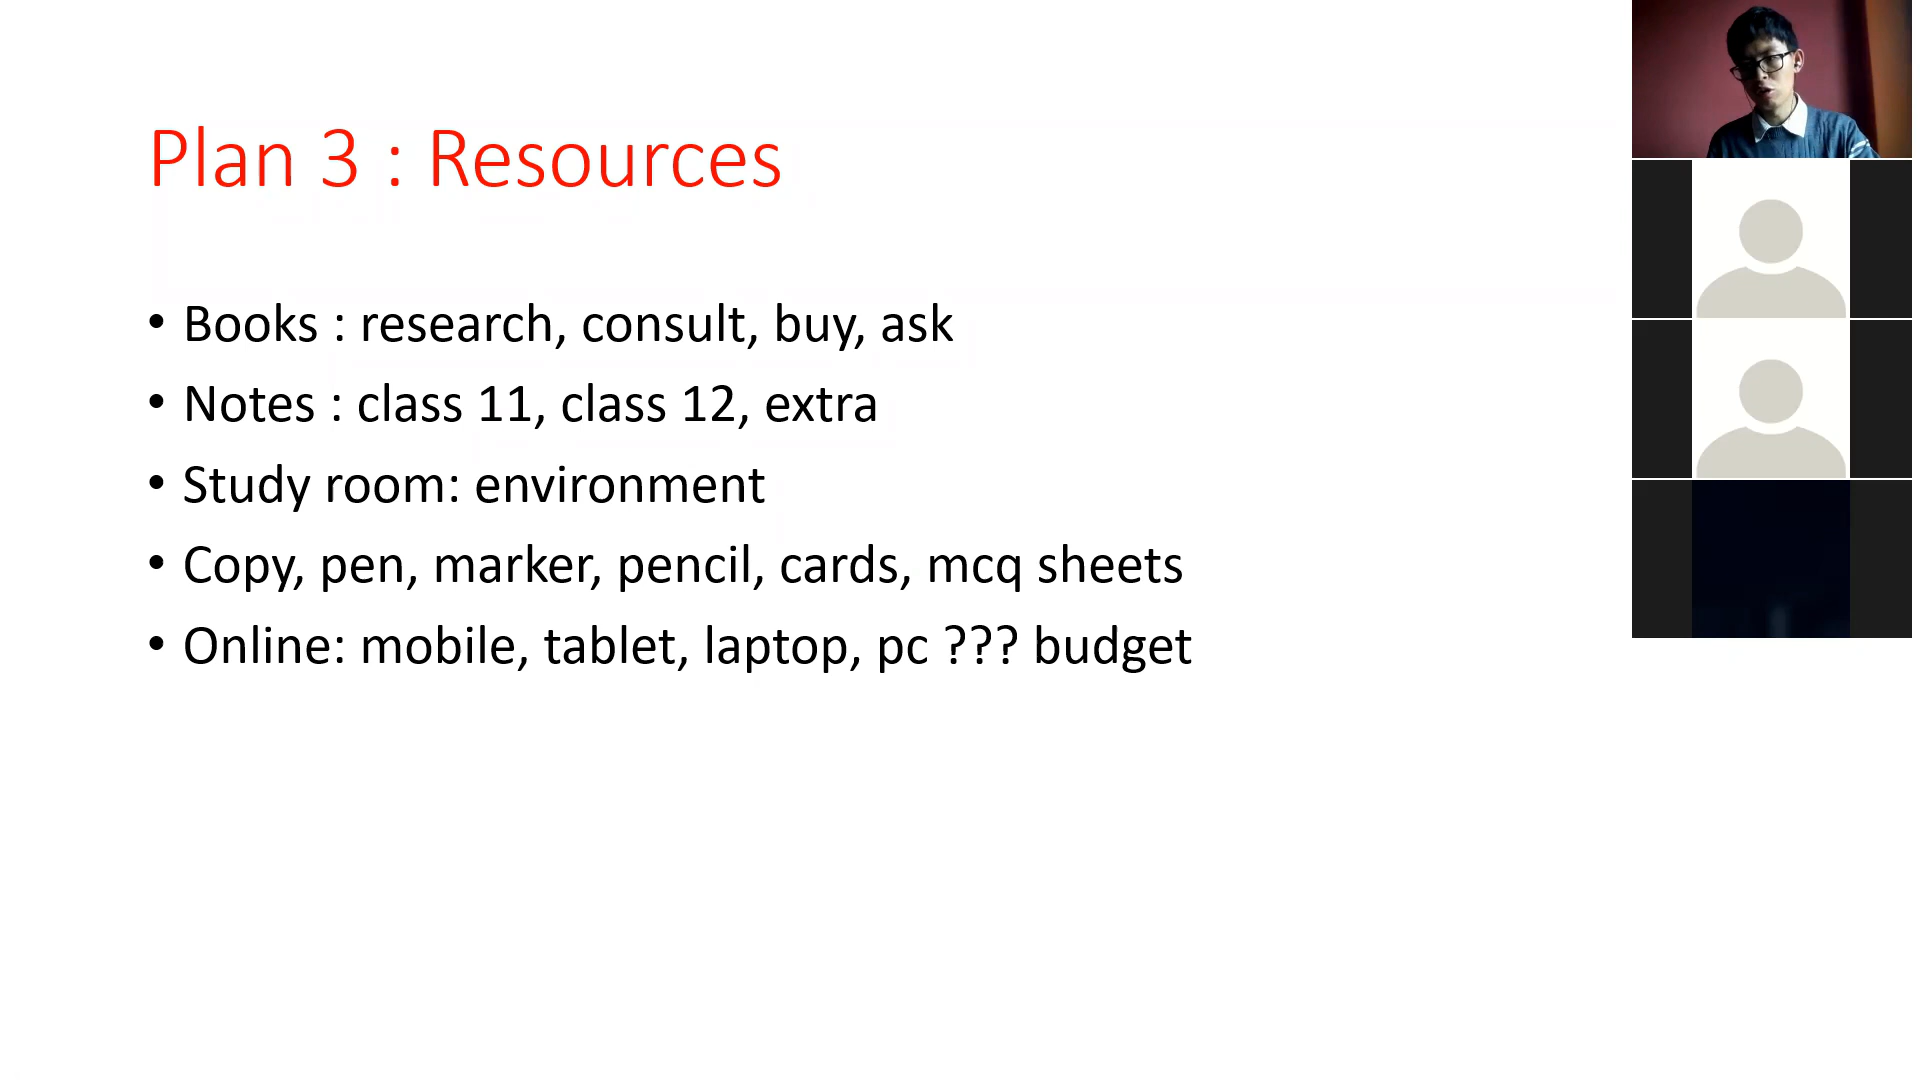 Plan 3 : Resources
• Books : research, consult, buy, ask
• Notes : class 11, class 12, extra
• Study room: environment
• Copy, pen, marker, pencil, cards, mcq sheets
• Online: mobile, tablet, laptop, pc ??? budget